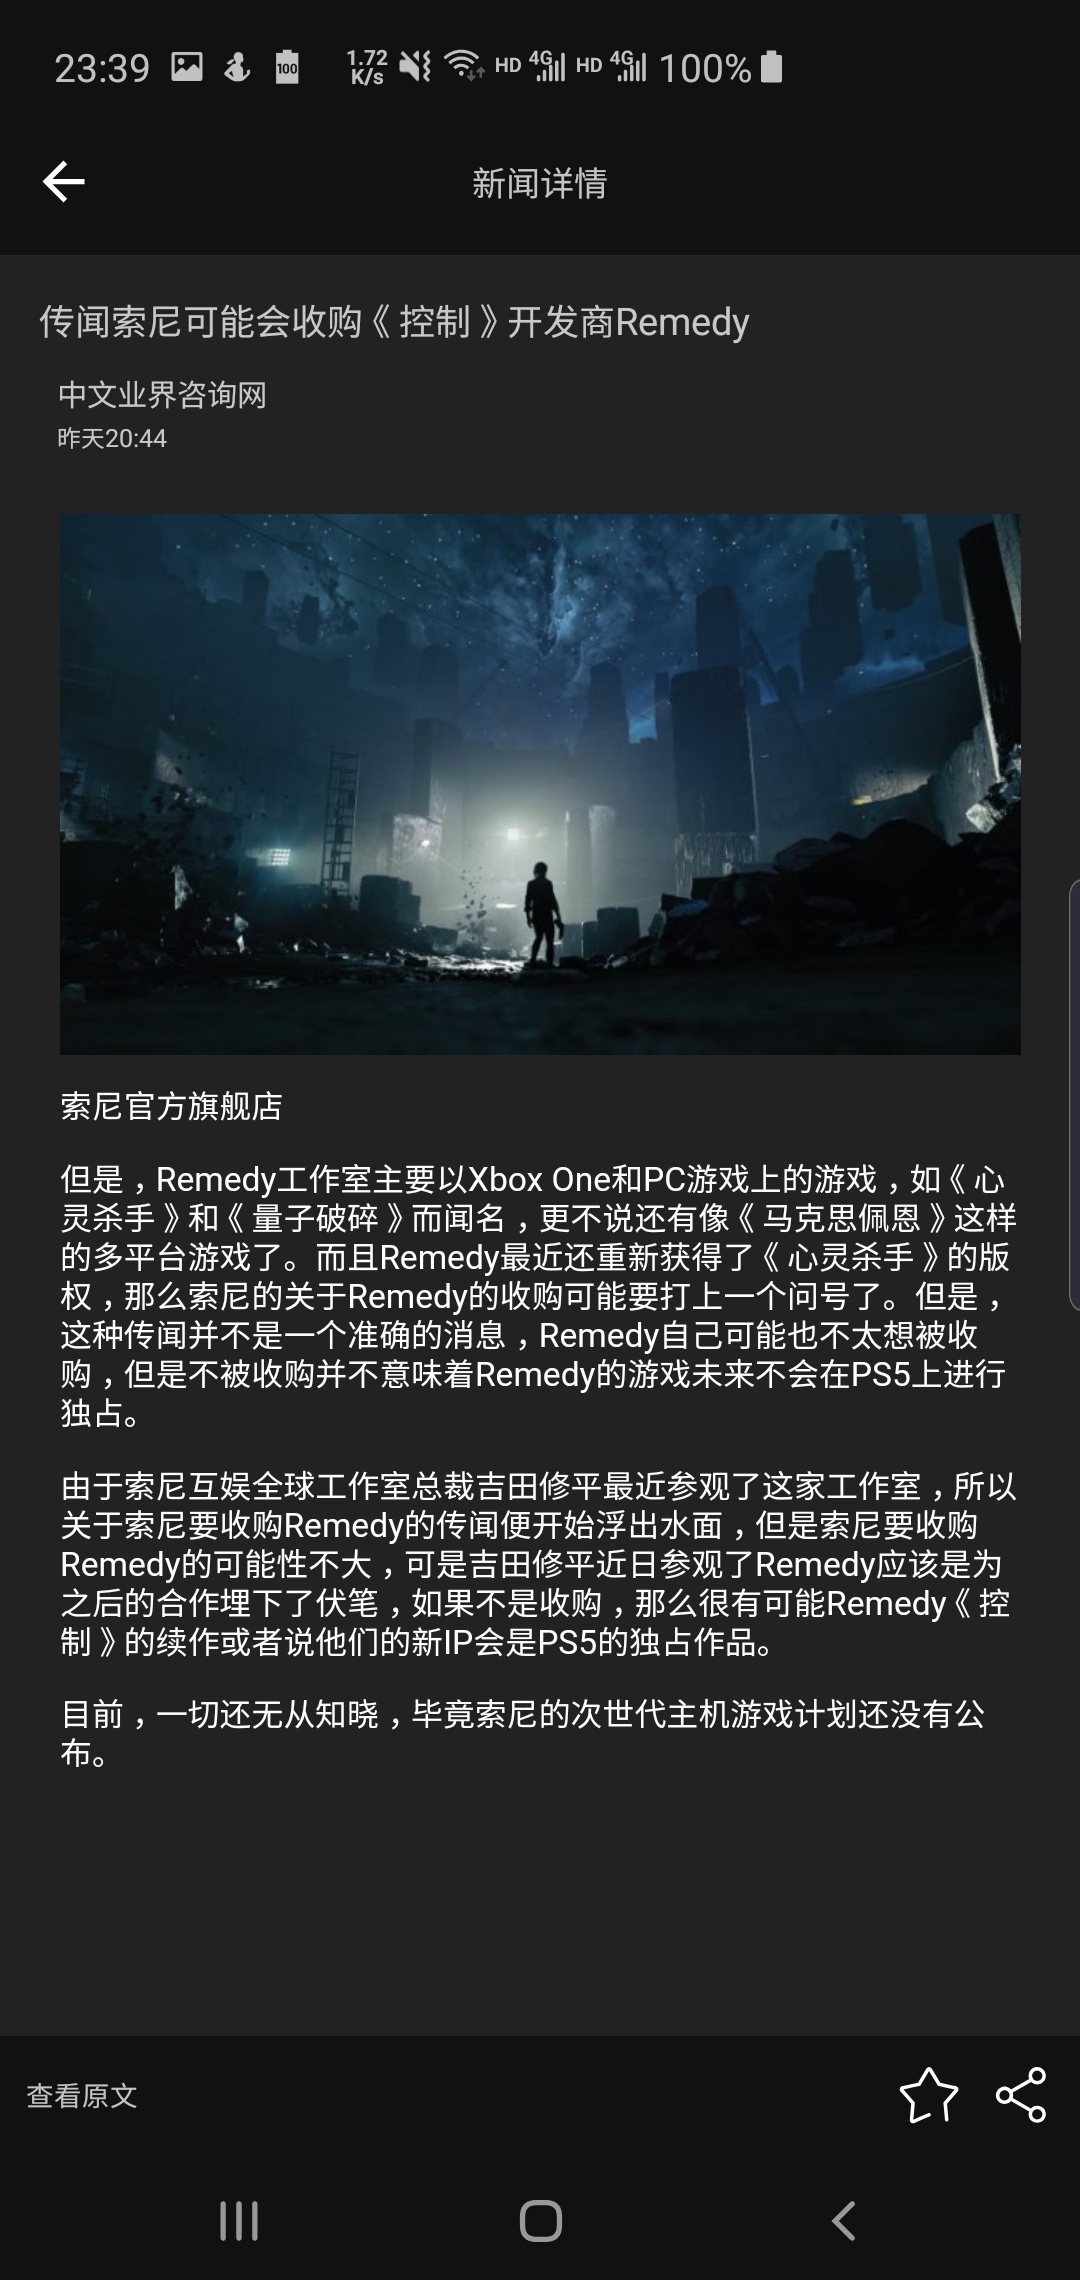 23:39
100
1.72
K/s
HD 4G HD 4G 100%
新闻详情
传闻索尼可能会收购《控制》开发商Remedy
中文业界咨询网
昨天20:44
索尼官方旗舰店
但是，Remedy工作室主要以Xbox One和PC游戏上的游戏，如《心
灵杀手》和《量子破碎》而闻名，更不说还有像《马克思佩恩》这样
的多平台游戏了。而且Remedy最近还重新获得了《心灵杀手》的版
权，那么索尼的关于Remedy的收购可能要打上一个问号了。但是，
这种传闻并不是一个准确的消息，Remedy自己可能也不太想被收
购，但是不被收购并不意味着Remedy的游戏未来不会在PS5上进行
独占。
由于索尼互娱全球工作室总裁吉田修平最近参观了这家工作室，所以
关于索尼要收购Remedy的传闻便开始浮出水面，但是索尼要收购
Remedy的可能性不大，可是吉田修平近日参观了Remedy应该是为
之后的合作埋下了伏笔，如果不是收购，那么很有可能Remedy《控
制》的续作或者说他们的新IP会是PS5的独占作品。
目前，一切还无从知晓，毕竟索尼的次世代主机游戏计划还没有公
布。
查看原文